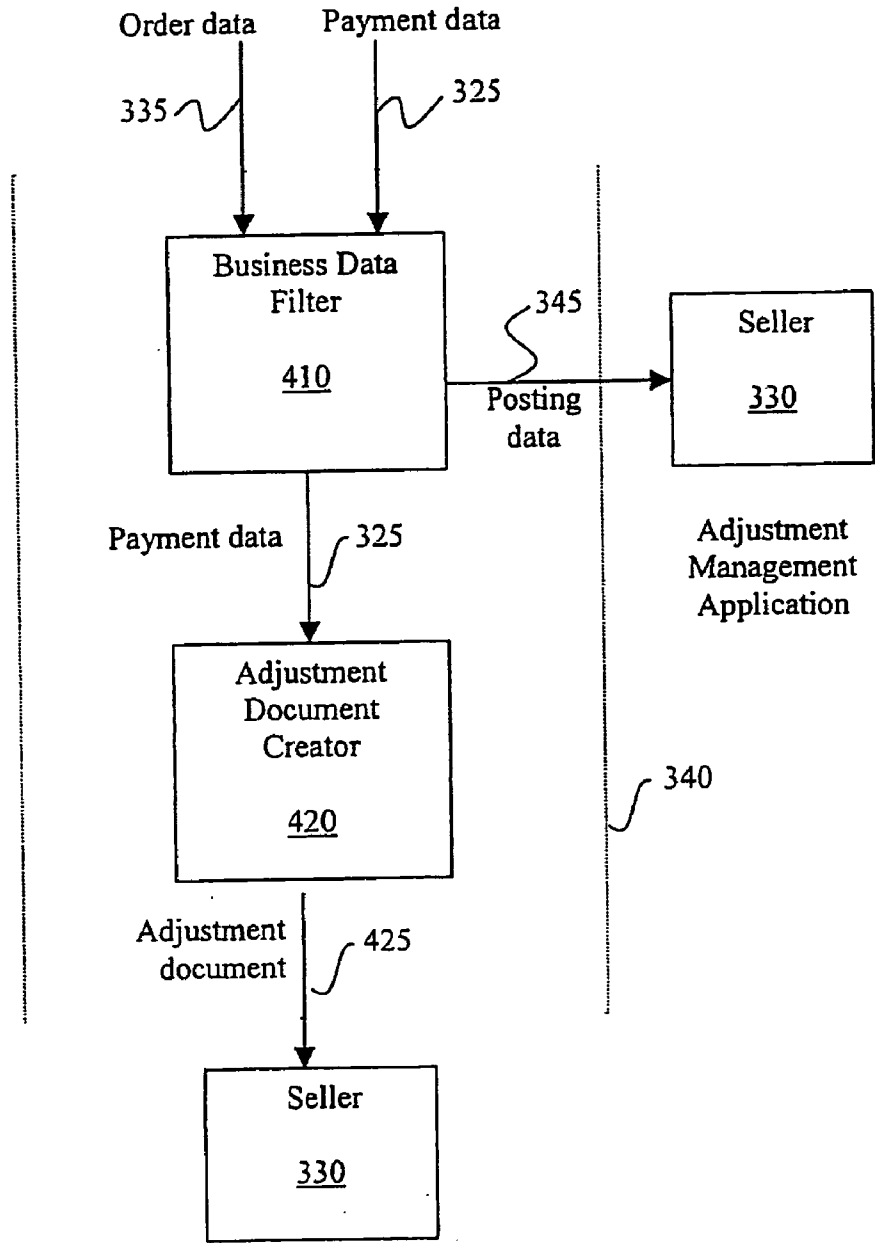 Order data
Payment data
335
325
Business Data
Filter
410
345
Posting
data
Seller
330
Payment data
325
Adjustment
Management
Application
Adjustment
Document
Creator
420
340
Adjustment
document
425
Seller
330